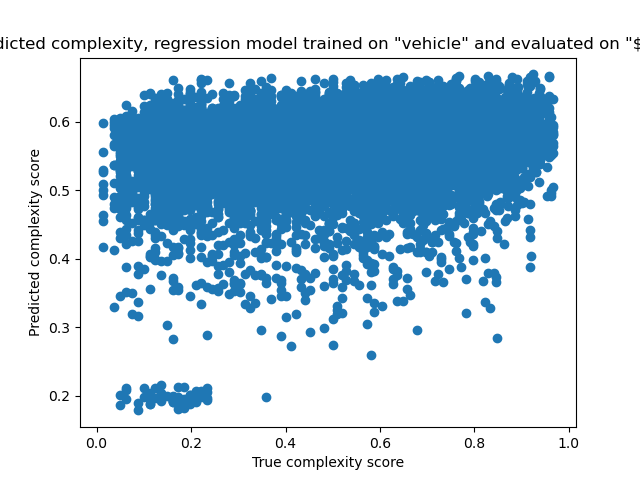 complexity, regression model trained on "vehicle" and evaluated on "$
0.6
0.5
0.4
0.3
0.2
Predicted complexity score
0.0 0.2 0.4 0.6 0.8 1.0
True complexity score